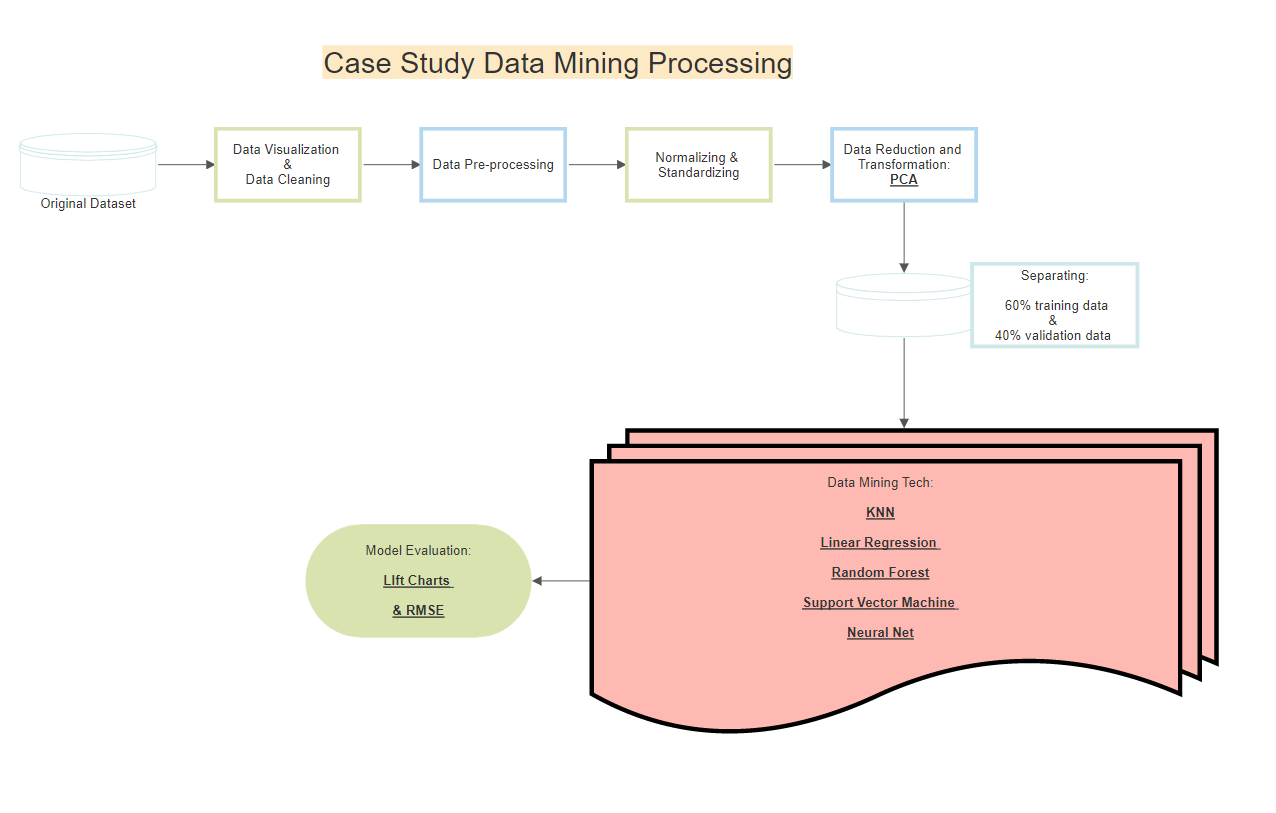 Case Study Data Mining Processing
Original Dataset
Data Visualization
&
Data Cleaning
Data Pre-processing
Normalizing &
Standardizing
Data Reduction and
Transformation:
PCA
Separating:
60% training data
&
40% validation data
Data Mining Tech:
KNN
Linear Regression
Random Forest
Support Vector Machine
Neural Net
Model Evaluation:
LIft Charts
& RMSE